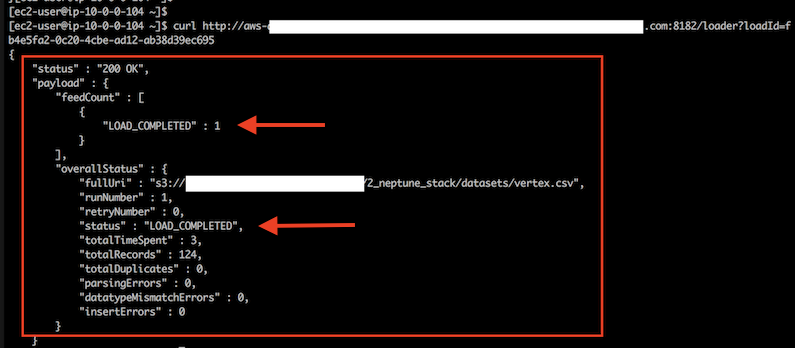 [ec2-user@ip-10-0-0-104 ~]$
[ec2-user@ip-10-0-0-104 ~]$ curl http://aws- .com:8182/loader?loadId=f
b4e5fa2-0c20-4cbe-ad12-ab38d39ec695
{
"status" : "200 OK",
"payload" : {
"feedCount" : [
{
"LOAD_COMPLETED" : 1
}
],
"overallStatus" : {
"fullUri" : "s3:// /2_neptune_stack/datasets/vertex.csv",
"runNumber" : 1,
"retryNumber" : 0,
"status" : "LOAD_COMPLETED",
"totalTimeSpent" : 3,
"totalRecords" : 124,
"totalDuplicates" : 0,
"parsingErrors" : 0,
"datatypeMismatchErrors" : 0,
"insertErrors" : 0
}
}